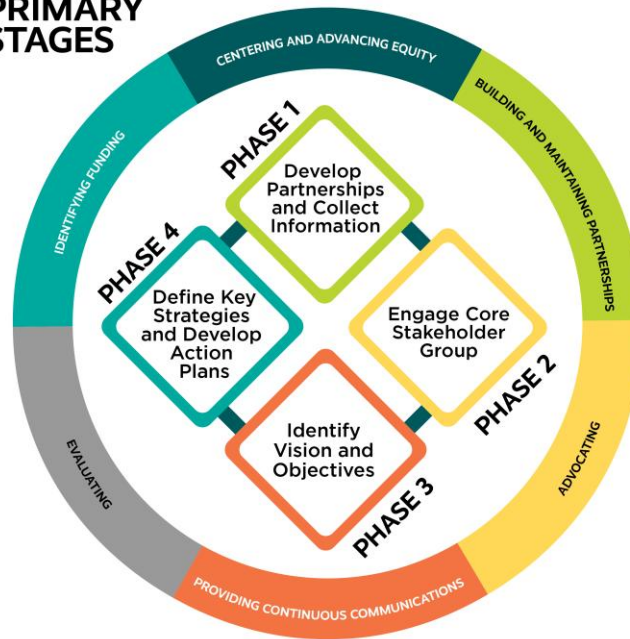 PRIMARY
STAGES
CENTERING AND ADVANCING EQUITY
BUILDING AND MAINTAINING PARTNERSHIPS
ADVOCATING
PROVIDING CONTINUOUS COMMUNICATIONS
EVALUATING
IDENTIFYING FUNDING
PHASE 1
Develop
Partnerships
and Collect
Information
PHASE 2
Engage Core
Stakeholder
Group
PHASE 3
Identify
Vision and
Objectives
PHASE 4
Define Key
Strategies
and Develop
Action
Plans